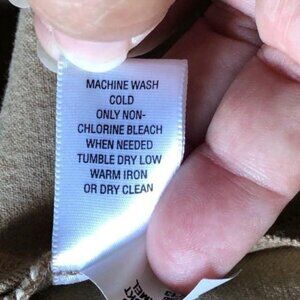 MACHINE WASH
COLD
ONLY NON-
CHLORINE BLEACH
WHEN NEEDED
TUMBLE DRY LOW
WARM IRON
OR DRY CLEAN